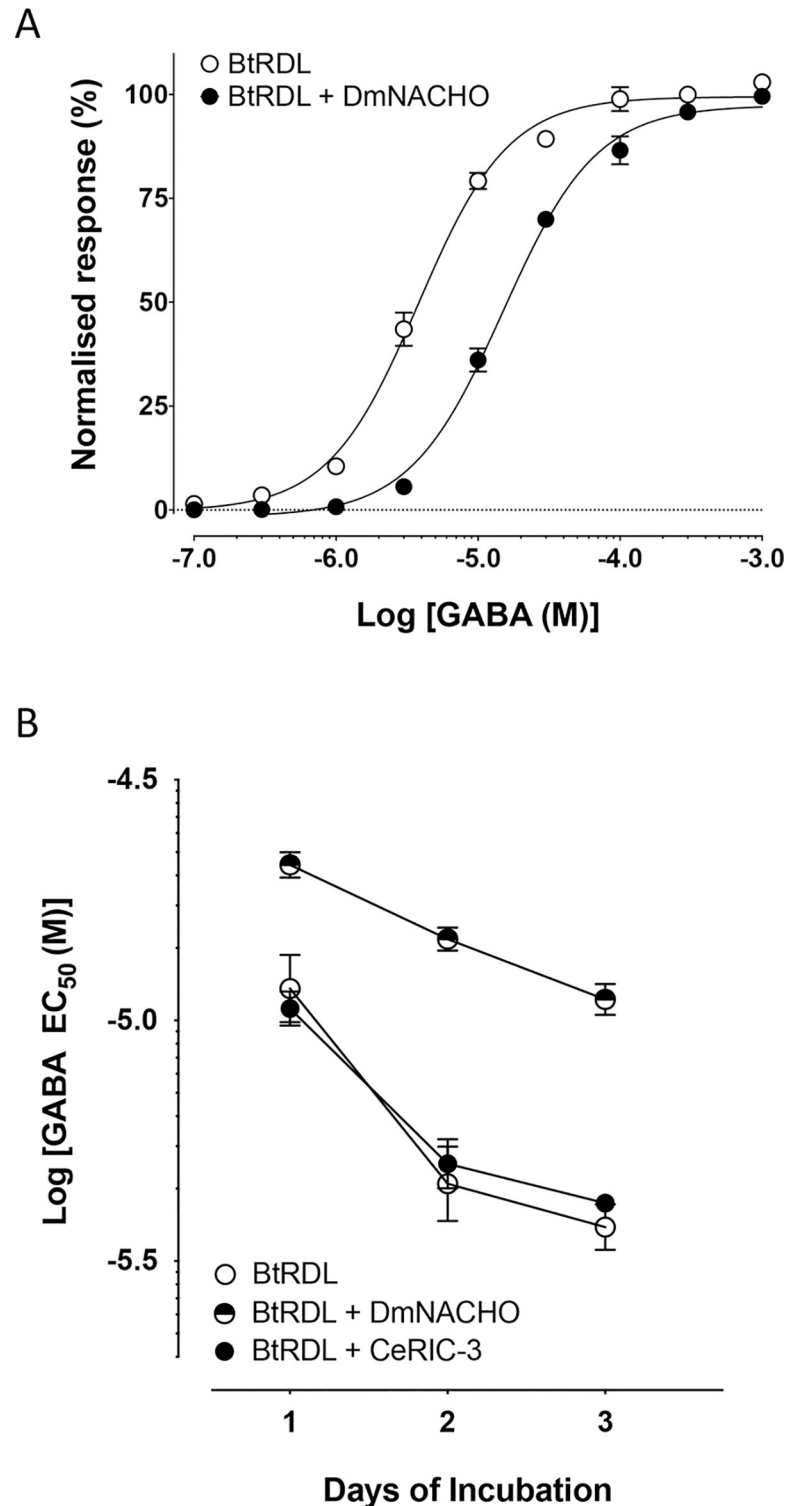 A
BtRDL
BtRDL + DmNACHO
Normalised response (%)
100
75
50
25
0
-7.0 -6.0 -5.0 -4.0 -3.0
Log [GABA (M)]
B
Log [GABA EC50 (M)]
-4.5
-5.0
-5.5
BtRDL
BtRDL + DmNACHO
BtRDL + CeRIC-3
1 2 3
Days of Incubation